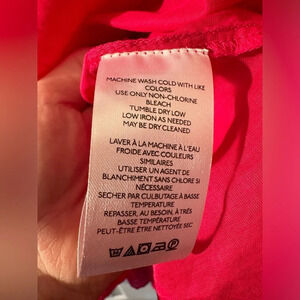 MACHINE WASH COLD WITH LIKE
COLORS
USE ONLY NON-CHLORINE
BLEACH
TUMBLE DRY LOW
LOW IRON AS NEEDED
MAY BE DRY CLEANED
LAVER À LA MACHINE À L'EAU
FROIDE AVEC COULEURS
SIMILAIRES
UTILISER UN AGENT DE
BLANCHIMENT SANS CHLORE SI
NÉCESSAIRE
SECHER PAR CULBUTAGE À BASSE
TEMPERATURE
REPASSER, AU BESOIN, À TRÈS
BASSE TEMPÉRATURE
PEUT-ÊTRE ÊTRE NETTOYÉE SEC